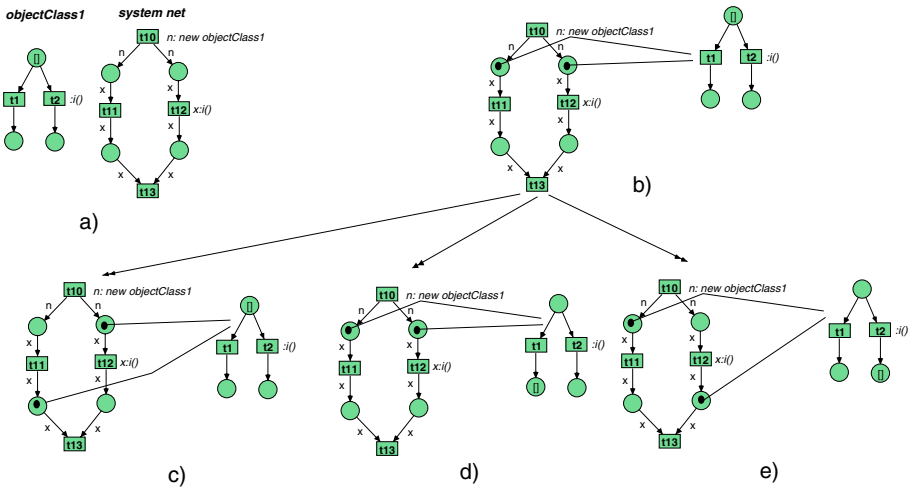 objectClass1 system net
[]
t1 t2 :i()
t10 n: new objectClass1
n n
x x
t11 t12 x:i()
x x
x x
t13
a)
t10 n: new objectClass1
n n
x x
t11 t12 x:i()
x x
x x
t13
[]
t1 t2 :i()
b)
t10 n: new objectClass1
n n
x x
t11 t12 x:i()
x x
x x
t13
[]
t1 t2 :i()
c)
t10 n: new objectClass1
n n
x x
t11 t12 x:i()
x x
x x
t13
t1 t2 :i()
[]
d)
t10 n: new objectClass1
n n
x x
t11 t12 x:i()
x x
x x
t13
t1 t2 :i()
[]
e)